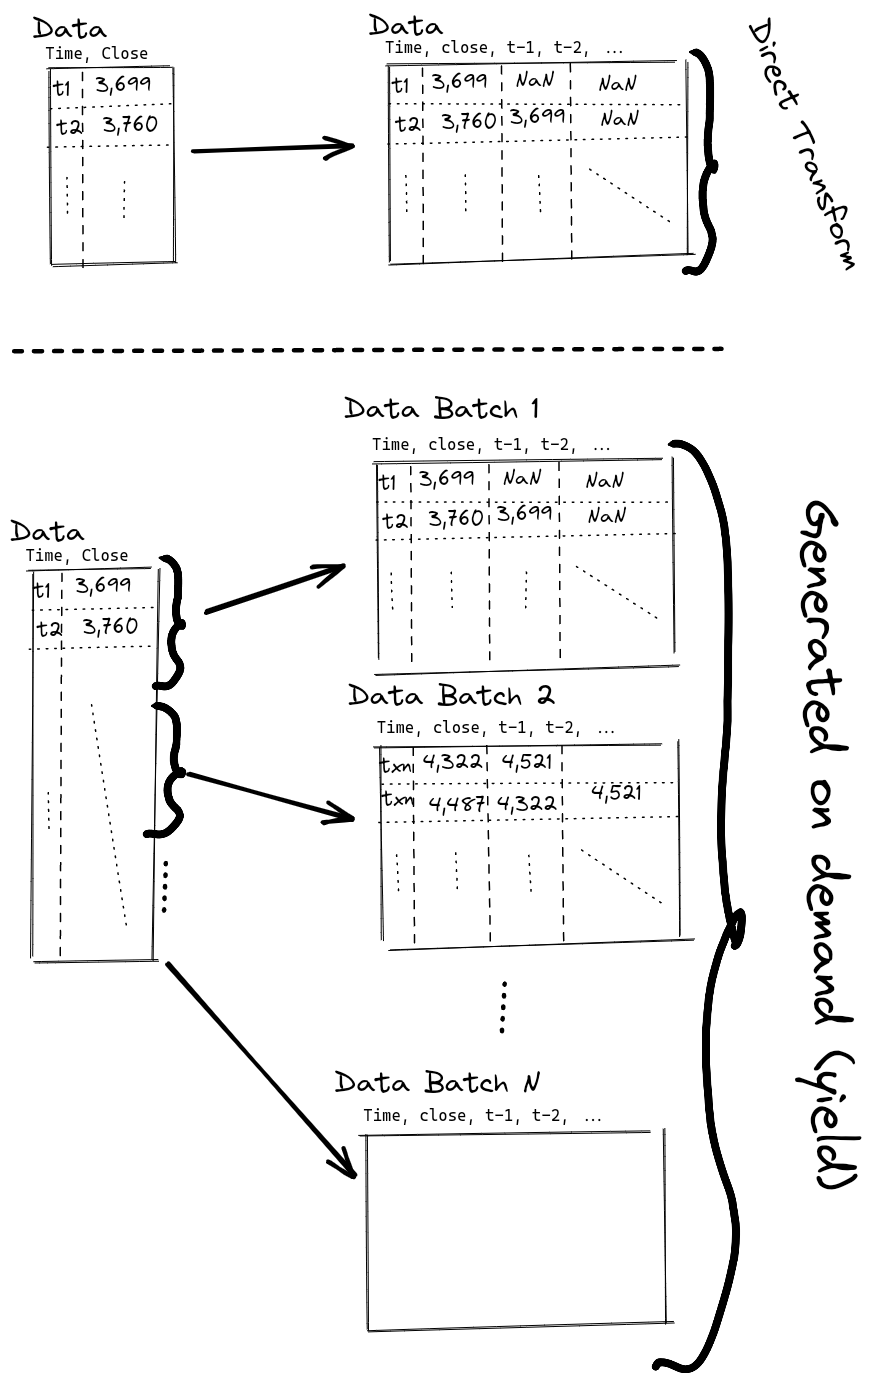 Data
Time, Close
t1 3,699
t2 3,760
Data
Time, close, t-1, t-2, ...
t1 3,699 NaN NaN
t2 3,760 3,699 NaN
Direct Transform
Data
Time, Close
t1 3,699
t2 3,760
Data Batch 1
Time, close, t-1, t-2, ...
t1 3,699 NaN NaN
t2 3,760 3,699 NaN
Data Batch 2
Time, close, t-1, t-2, ...
txn 4,322 4,521
txn 4,487 4,322 4,521
Data Batch N
Time, close, t-1, t-2, ...
Generated on demand (yield)